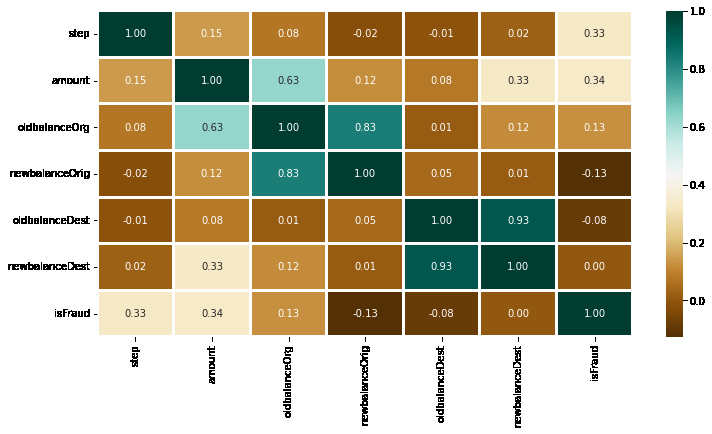 step 1.00 0.15 0.08 -0.02 -0.01 0.02 0.33
amount 0.15 1.00 0.63 0.12 0.08 0.33 0.34
oldbalanceOrg 0.08 0.63 1.00 0.83 0.01 0.12 0.13
newbalanceOrig -0.02 0.12 0.83 1.00 0.05 0.01 -0.13
oldbalanceDest -0.01 0.08 0.01 0.05 1.00 0.93 -0.08
newbalanceDest 0.02 0.33 0.12 0.01 0.93 1.00 0.00
isFraud 0.33 0.34 0.13 -0.13 -0.08 0.00 1.00
step amount oldbalanceOrg newbalanceOrig oldbalanceDest newbalanceDest isFraud
1.0
0.8
0.6
0.4
0.2
0.0